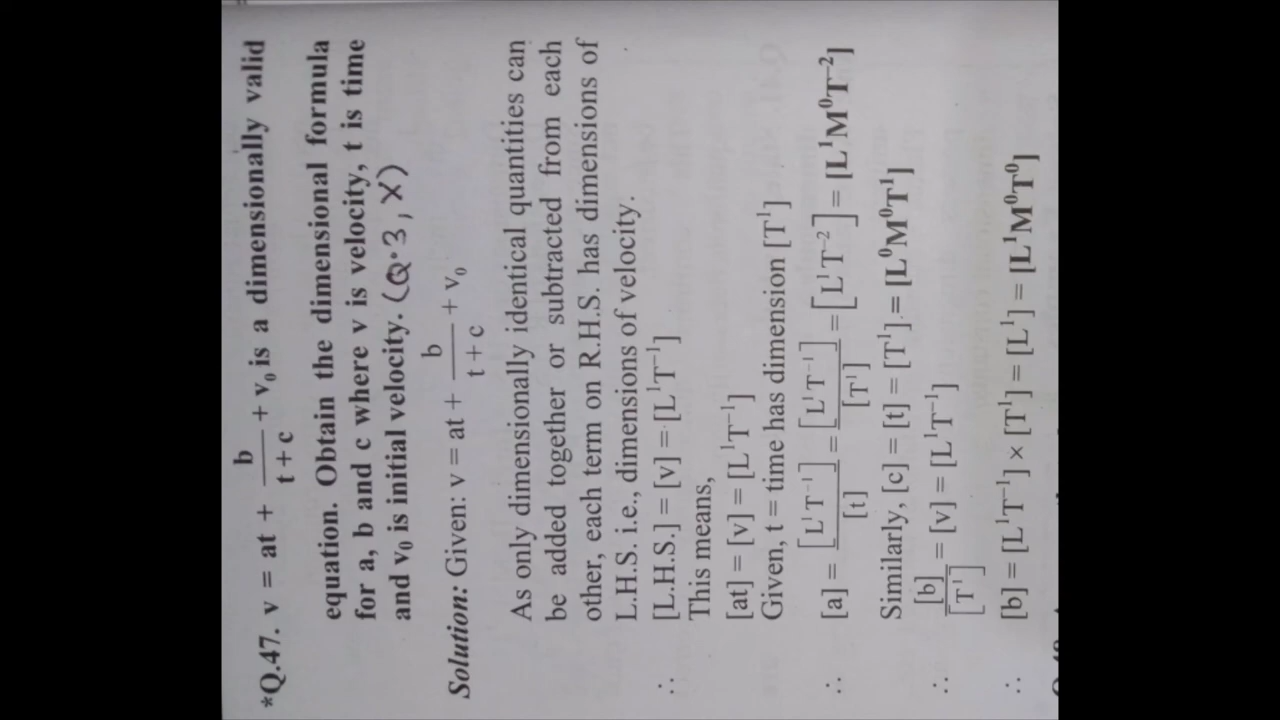 *Q.47. v = at + b/(t + c) + v₀ is a dimensionally valid
equation. Obtain the dimensional formula
for a, b and c where v is velocity, t is time
and v₀ is initial velocity. (Q.3, X)
Solution: Given: v = at + b/(t + c) + v₀
As only dimensionally identical quantities can
be added together or subtracted from each
other, each term on R.H.S. has dimensions of
L.H.S. i.e., dimensions of velocity.
∴ [L.H.S.] = [v] = [L¹T⁻¹]
This means,
[at] = [v] = [L¹T⁻¹]
Given, t = time has dimension [T¹]
∴ [a] = [L¹T⁻¹]/[t] = [L¹T⁻¹]/[T¹] = [L¹T⁻²] = [L¹M⁰T⁻²]
Similarly, [c] = [t] = [T¹] = [L⁰M⁰T¹]
∴ [b]/[T¹] = [v] = [L¹T⁻¹]
∴ [b] = [L¹T⁻¹] × [T¹] = [L¹] = [L¹M⁰T⁰]